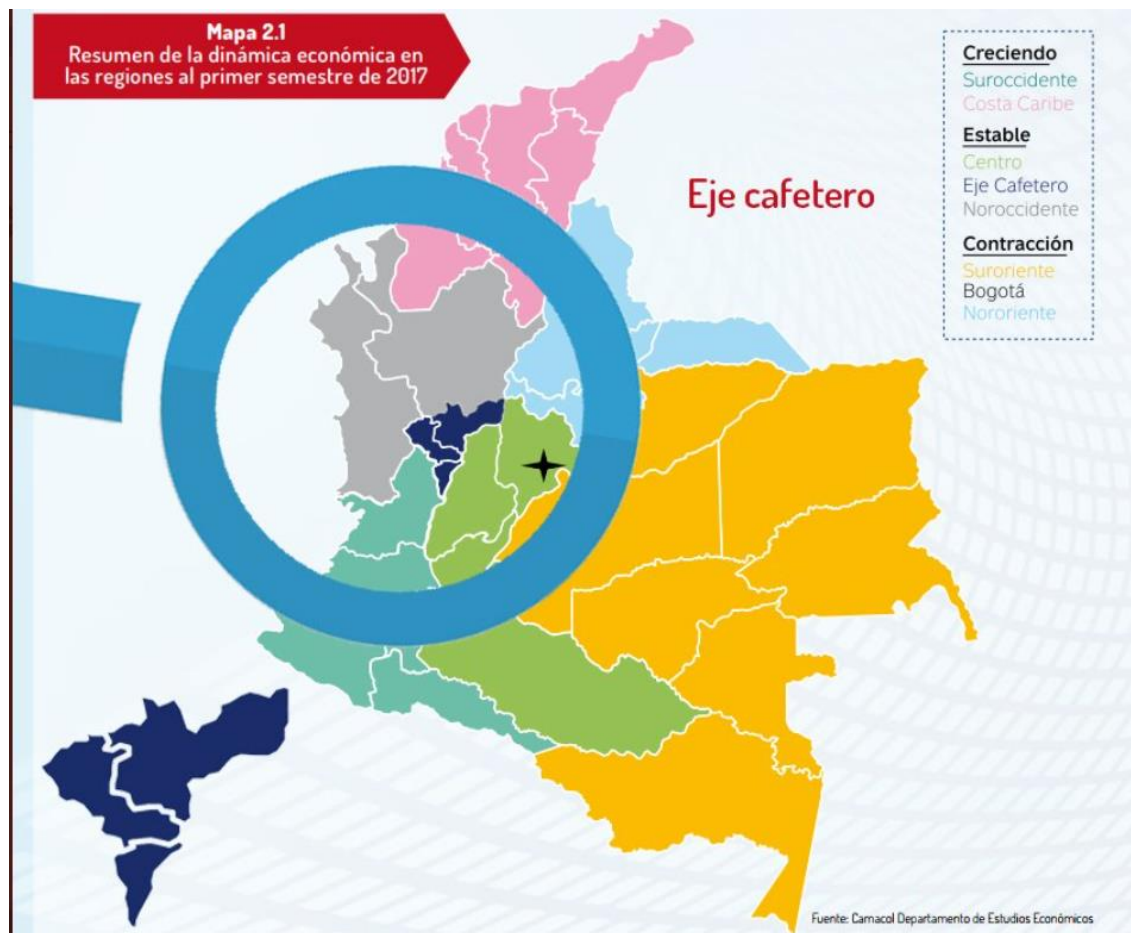 Mapa 2.1
Resumen de la dinámica económica en
las regiones al primer semestre de 2017
Eje cafetero
Creciendo
Suroccidente
Costa Caribe
Estable
Centro
Eje Cafetero
Noroccidente
Contracción
Suroriente
Bogotá
Nororiente
Fuente: Camacol Departamento de Estudios Económicos